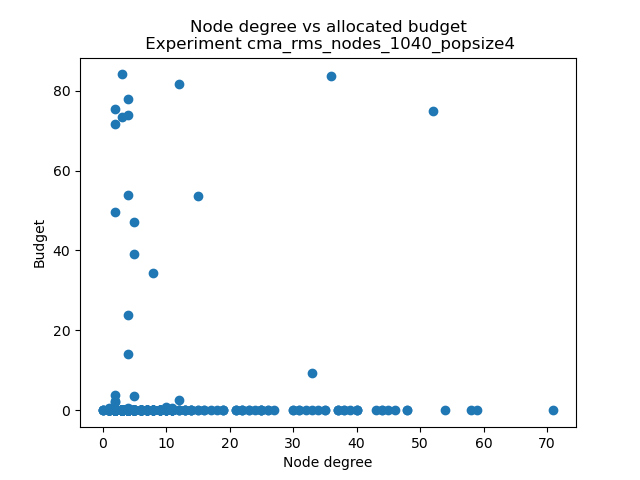 Node degree vs allocated budget
Experiment cma_rms_nodes_1040_popsize4
80
60
40
20
0
Budget
0 10 20 30 40 50 60 70
Node degree